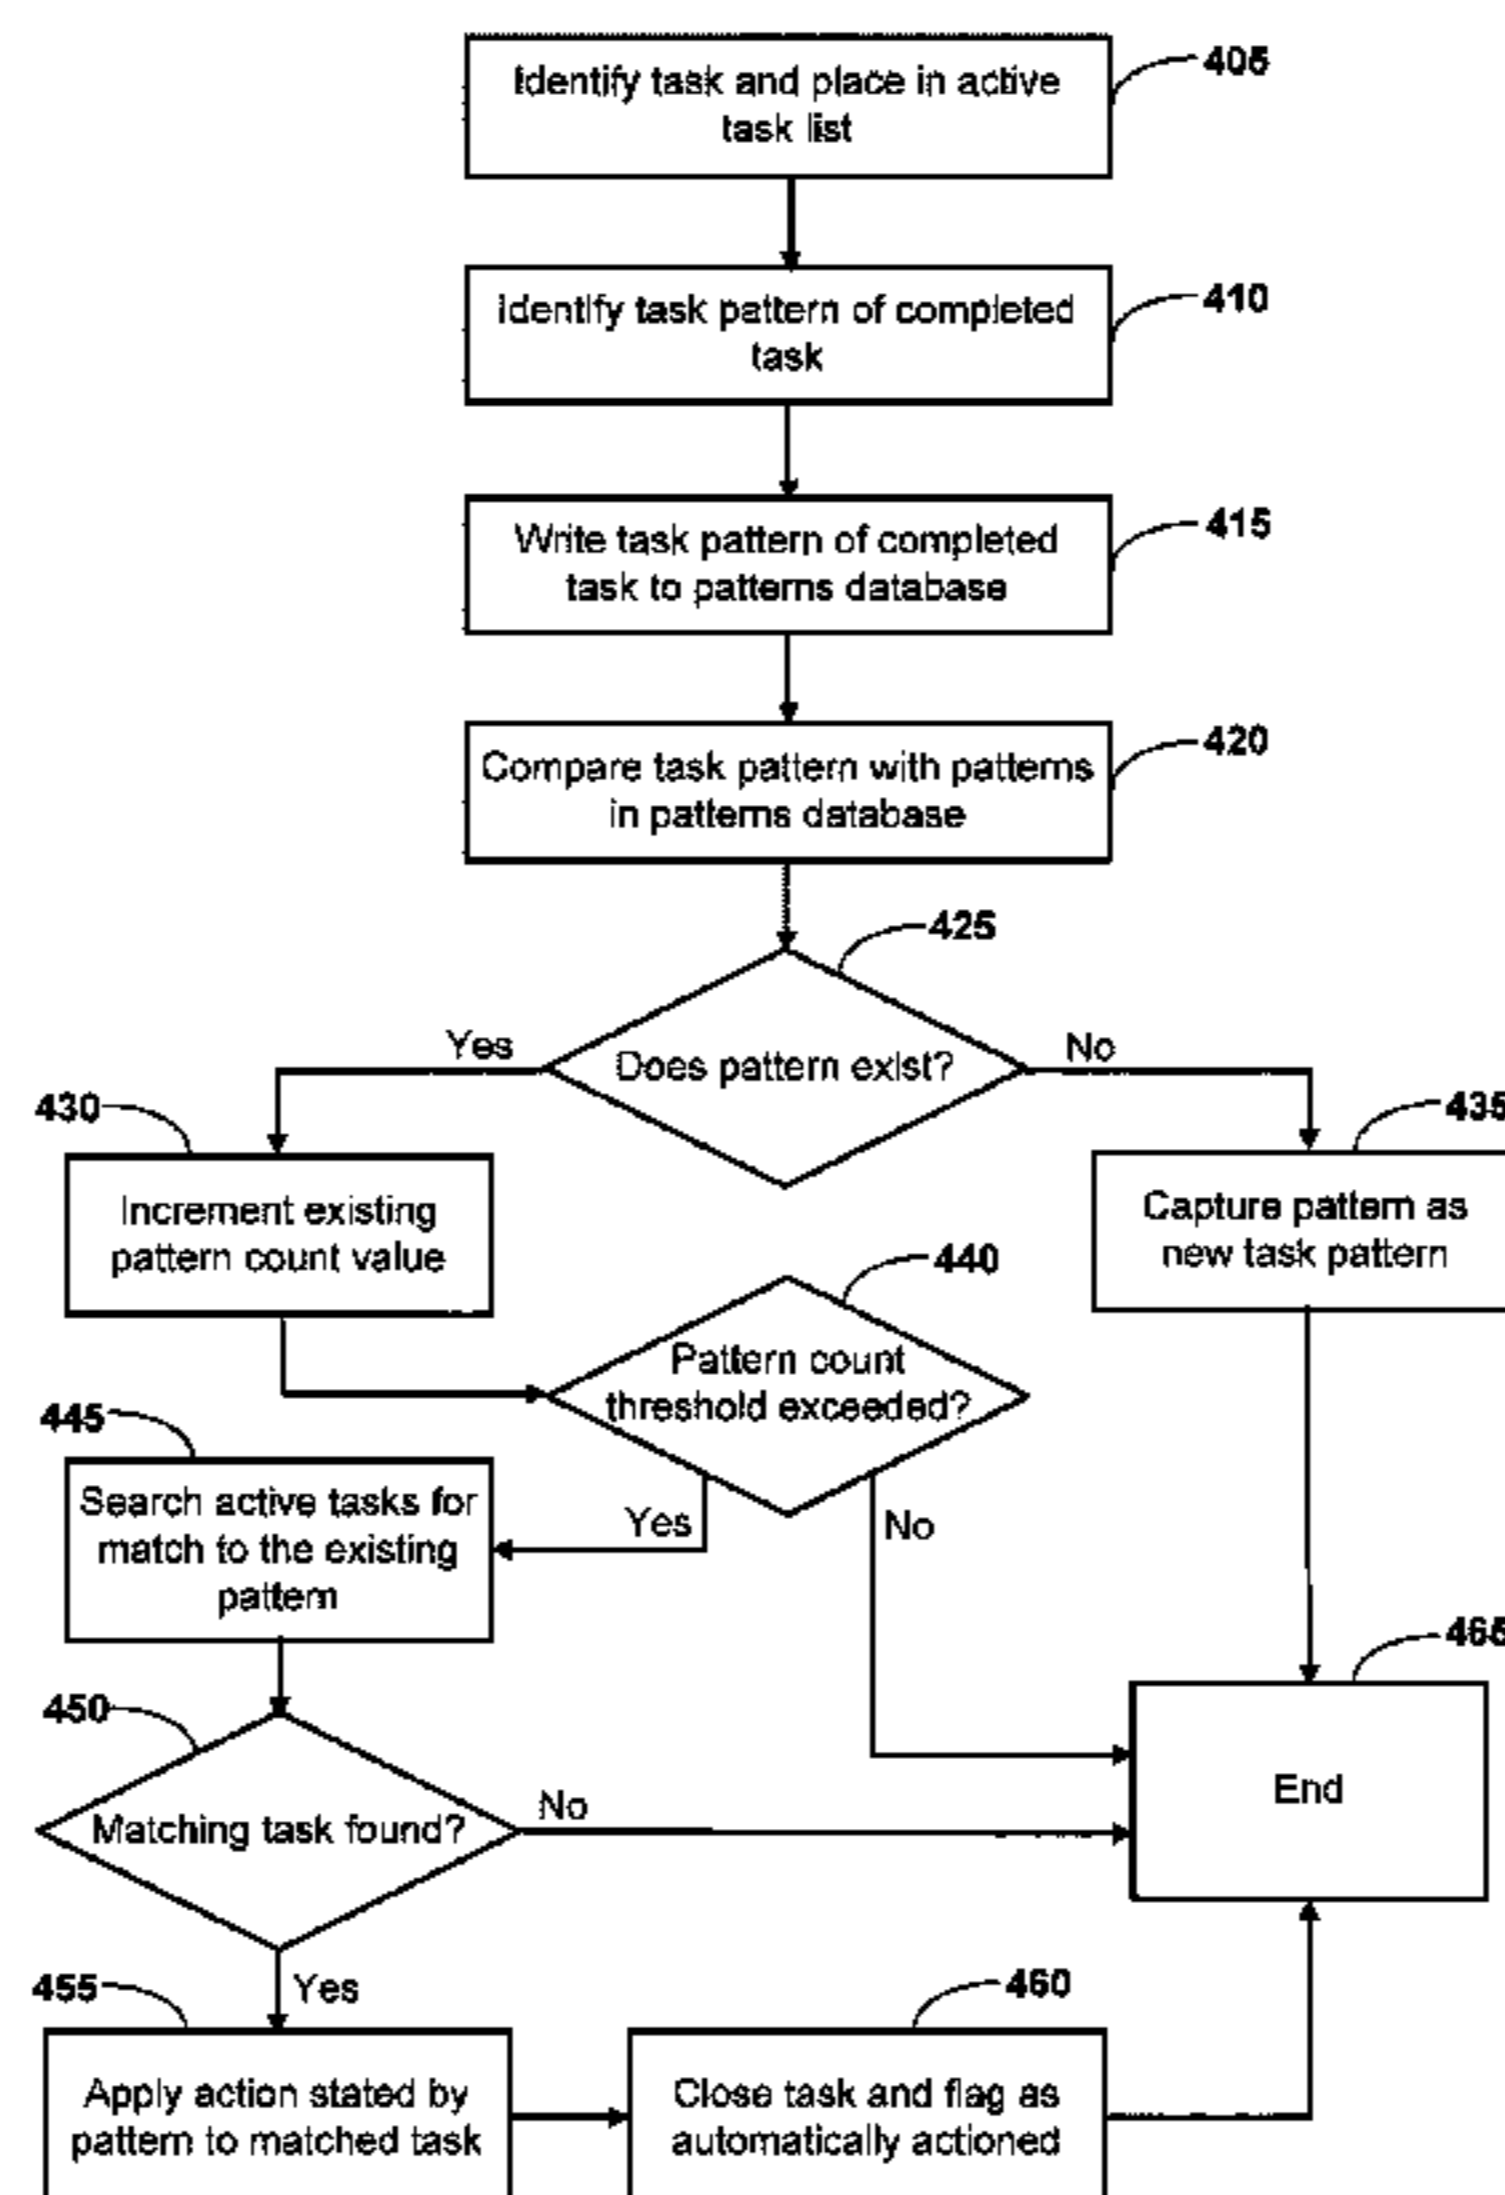 Identify task and place in active
task list
405
Identify task pattern of completed
task
410
Write task pattern of completed
task to patterns database
415
Compare task pattern with patterns
in patterns database
420
425
Does pattern exist?
Yes
No
430
Increment existing
pattern count value
435
Capture pattern as
new task pattern
440
Pattern count
threshold exceeded?
Yes
No
445
Search active tasks for
match to the existing
pattern
450
Matching task found?
No
Yes
465
End
455
Apply action stated by
pattern to matched task
460
Close task and flag as
automatically actioned